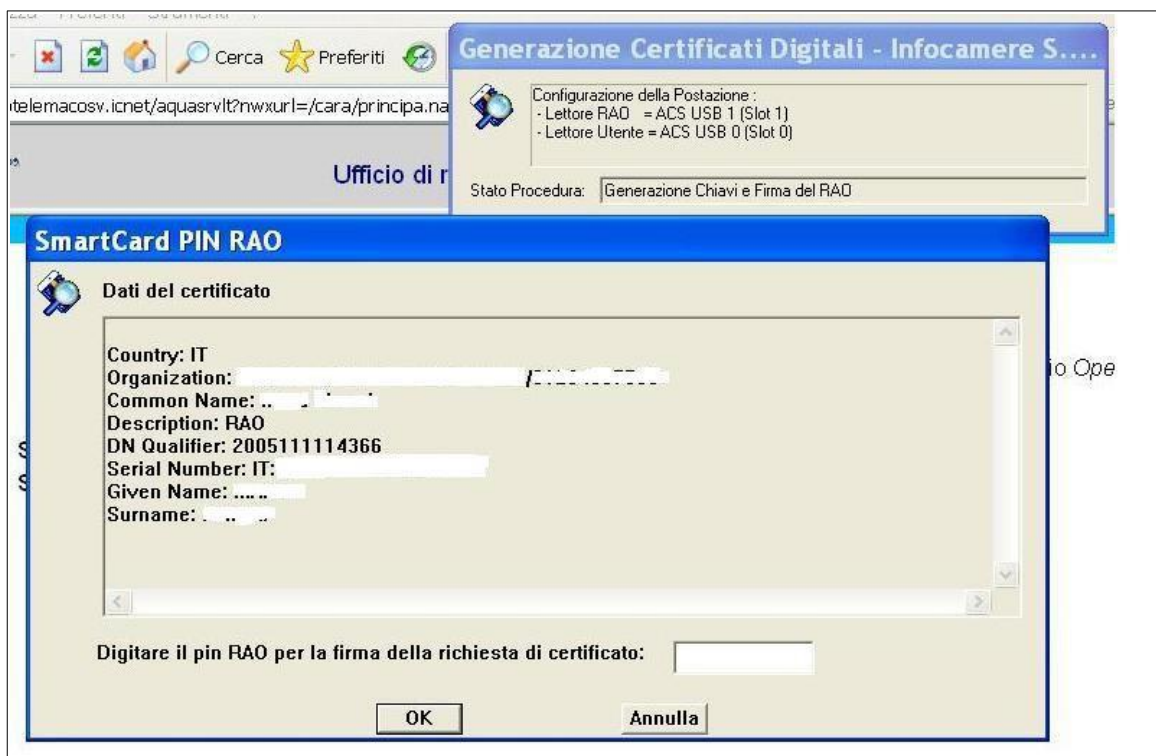 Cerca Preferiti
Generazione Certificati Digitali - Infocamere S....
telemacosv.icnet/aquasrvlt?nwxurl=/cara/principa.na
Configurazione della Postazione :
- Lettore RAO = ACS USB 1 (Slot 1)
- Lettore Utente = ACS USB 0 (Slot 0)
Ufficio di r
Stato Procedura: Generazione Chiavi e Firma del RAO
SmartCard PIN RAO
Dati del certificato
Country: IT
Organization:
Common Name:
Description: RAO
DN Qualifier: 2005111114366
Serial Number: IT:
Given Name:
Surname:
io Ope
Digitare il pin RAO per la firma della richiesta di certificato:
OK Annulla